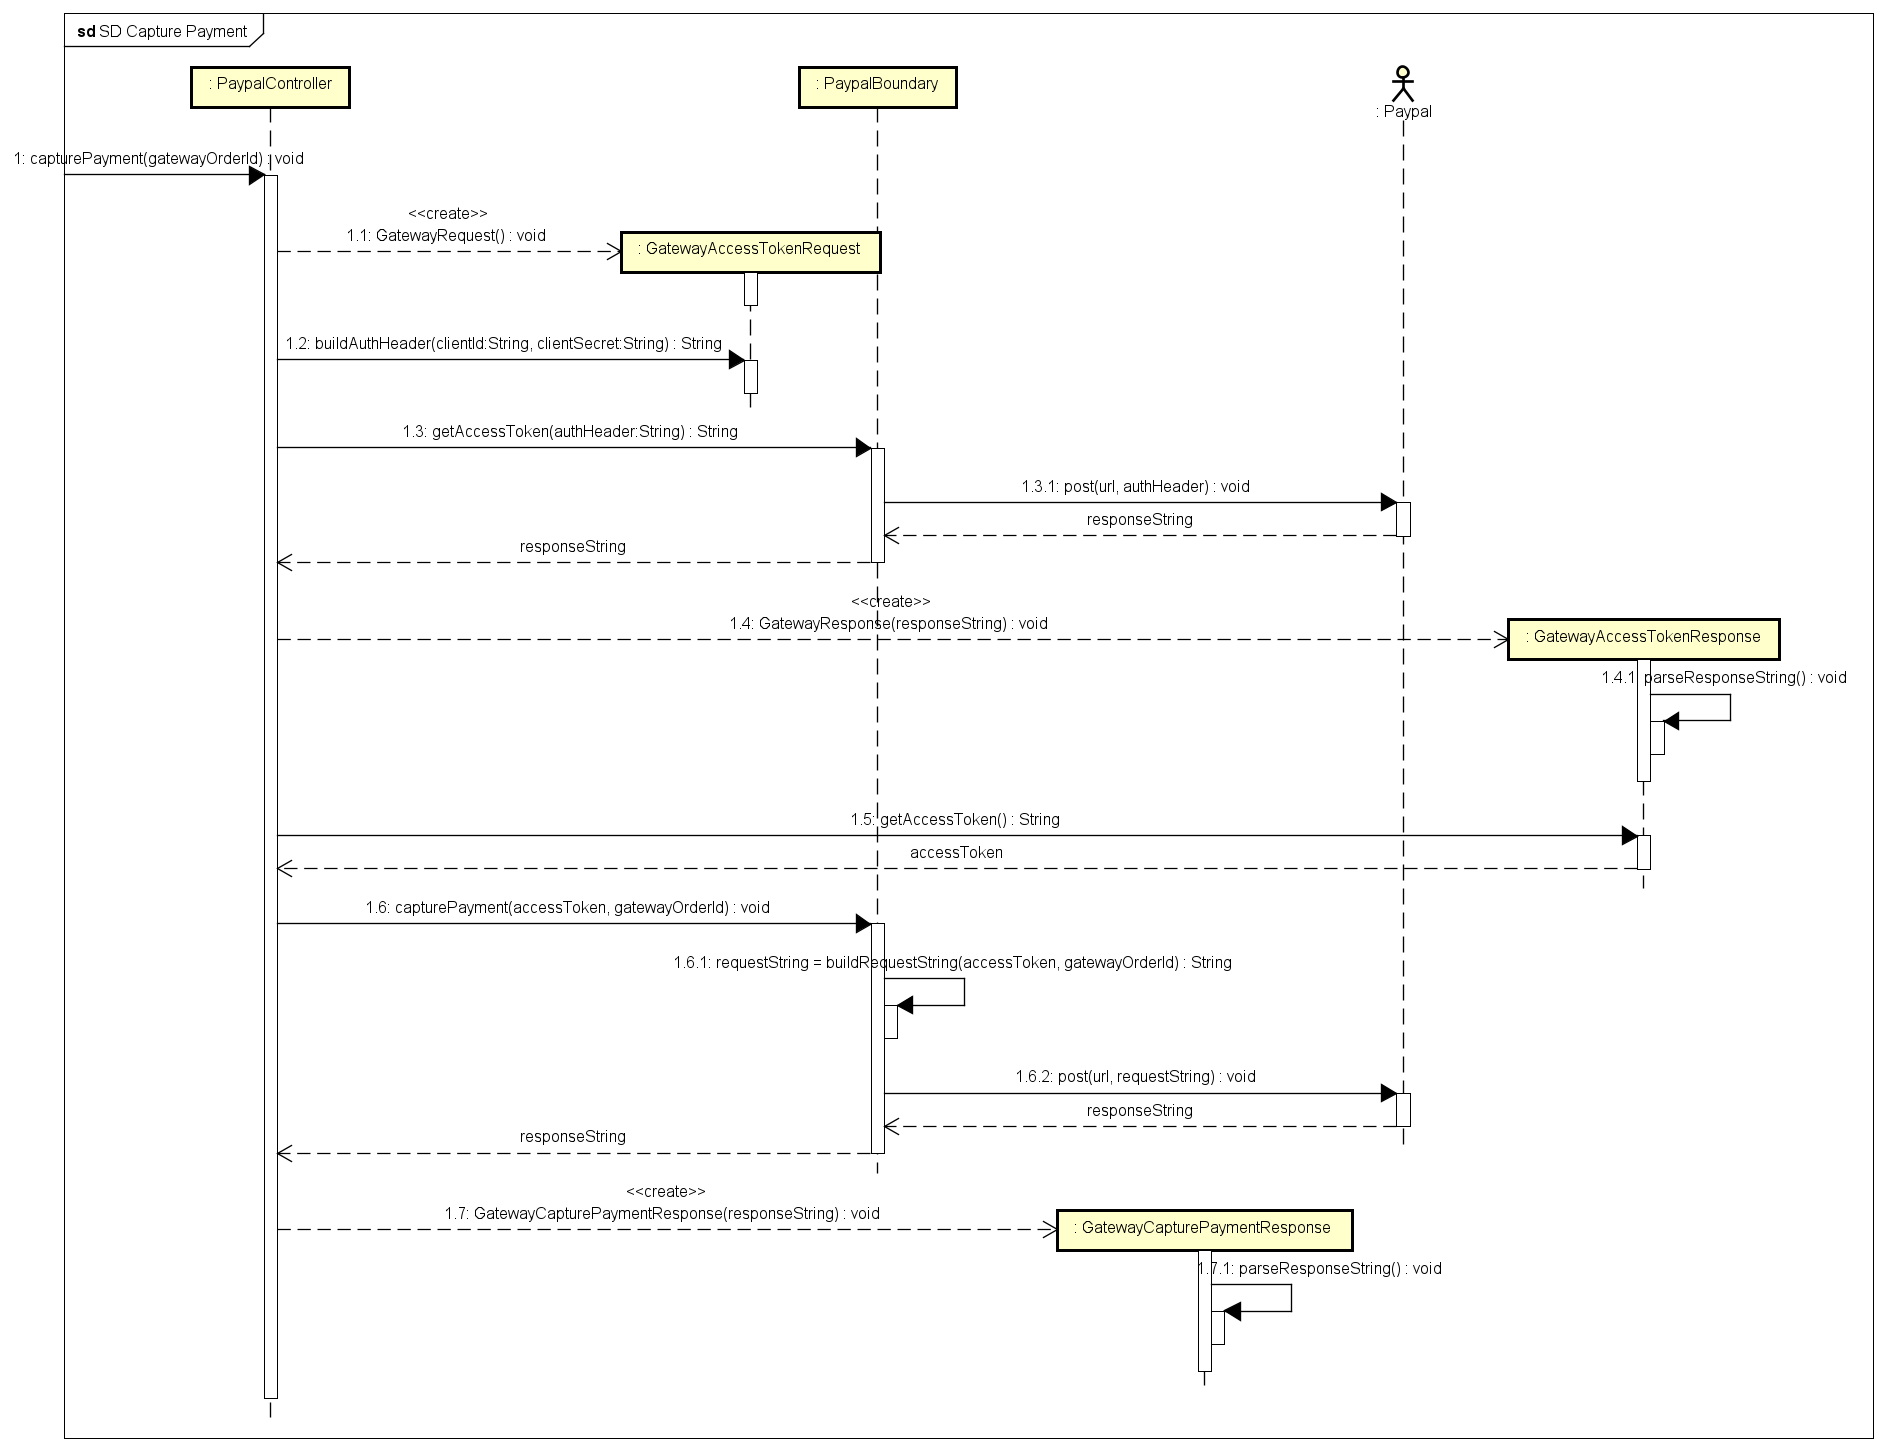 sd SD Capture Payment
: PaypalController
: PaypalBoundary
: Paypal
1: capturePayment(gatewayOrderId) : void
<<create>>
1.1: GatewayRequest() : void
: GatewayAccessTokenRequest
1.2: buildAuthHeader(clientId:String, clientSecret:String) : String
1.3: getAccessToken(authHeader:String) : String
1.3.1: post(url, authHeader) : void
responseString
responseString
<<create>>
1.4: GatewayResponse(responseString) : void
: GatewayAccessTokenResponse
1.4.1: parseResponseString() : void
1.5: getAccessToken() : String
accessToken
1.6: capturePayment(accessToken, gatewayOrderId) : void
1.6.1: requestString = buildRequestString(accessToken, gatewayOrderId) : String
1.6.2: post(url, requestString) : void
responseString
responseString
<<create>>
1.7: GatewayCapturePaymentResponse(responseString) : void
: GatewayCapturePaymentResponse
1.7.1: parseResponseString() : void